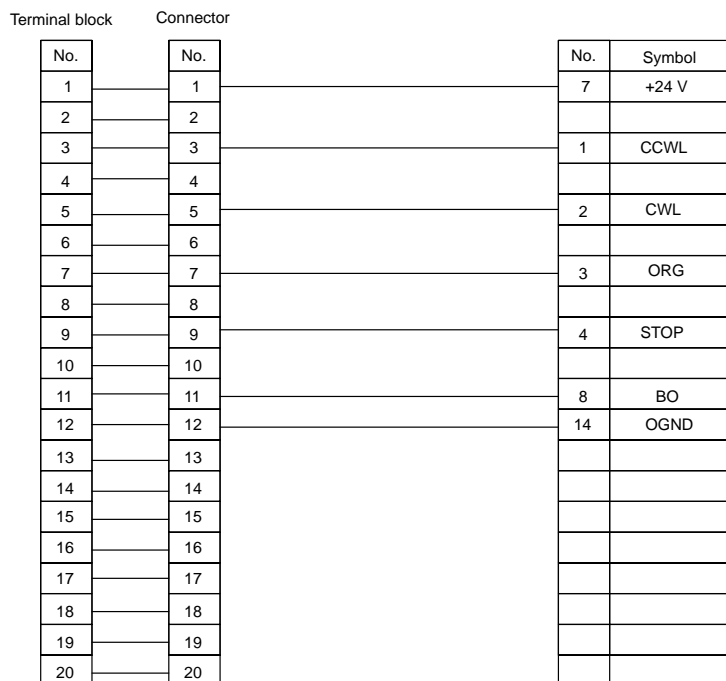 Terminal block Connector
No. No. No. Symbol
1 1 7 +24 V
2 2
3 3 1 CCWL
4 4
5 5 2 CWL
6 6
7 7 3 ORG
8 8
9 9 4 STOP
10 10
11 11 8 BO
12 12 14 OGND
13 13
14 14
15 15
16 16
17 17
18 18
19 19
20 20